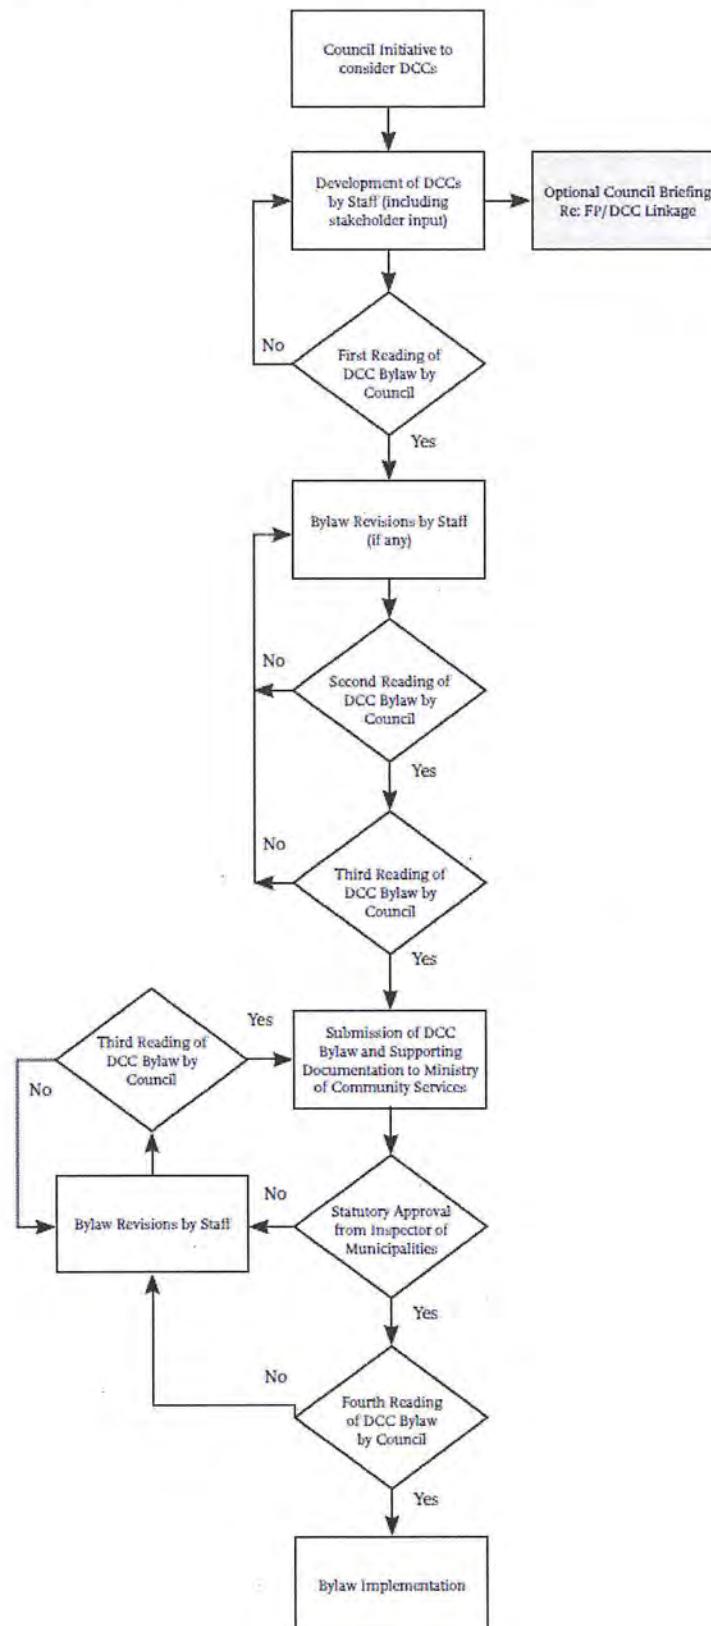 Council Initiative to
consider DCCs
Development of DCCs
by Staff (including
stakeholder input)
Optional Council Briefing
Re: FP/DCC Linkage
No
First Reading of
DCC Bylaw by
Council
Yes
Bylaw Revisions by Staff
(if any)
No
Second Reading of
DCC Bylaw by
Council
Yes
No
Third Reading of
DCC Bylaw by
Council
Yes
Third Reading of
DCC Bylaw by
Council
Yes
No
Submission of DCC
Bylaw and Supporting
Documentation to Ministry
of Community Services
Bylaw Revisions by Staff
No
Statutory Approval
from Inspector of
Municipalities
Yes
No
Fourth Reading
of DCC Bylaw
by Council
Yes
Bylaw Implementation